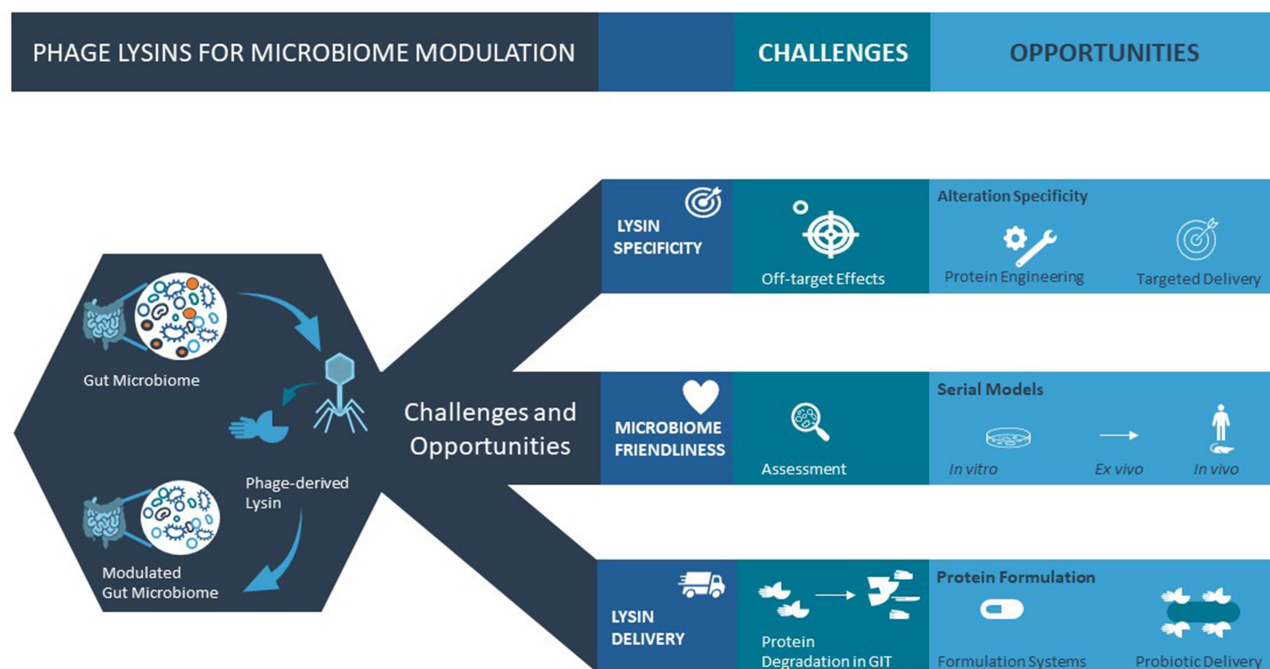 PHAGE LYSINS FOR MICROBIOME MODULATION
CHALLENGES
OPPORTUNITIES
Gut Microbiome
Phage-derived
Lysin
Modulated
Gut Microbiome
Challenges and
Opportunities
LYSIN
SPECIFICITY
Off-target Effects
Alteration Specificity
Protein Engineering
Targeted Delivery
MICROBIOME
FRIENDLINESS
Assessment
Serial Models
In vitro
Ex vivo
In vivo
LYSIN
DELIVERY
Protein
Degradation in GIT
Protein Formulation
Formulation Systems
Probiotic Delivery